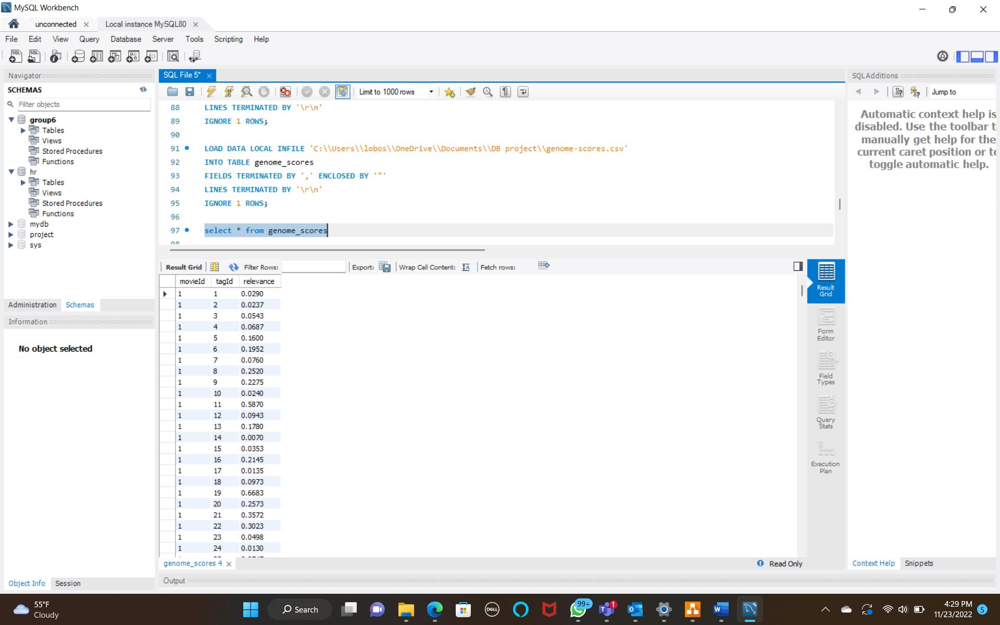 MySQL Workbench
unconnected
Local instance MySQL80
File Edit View Query Database Server Tools Scripting Help
Navigator
SCHEMAS
Filter objects
group6
Tables
Views
Stored Procedures
Functions
hr
Tables
Views
Stored Procedures
Functions
mydb
project
sys
Administration Schemas
Information
No object selected
Object Info Session
SQL File 5*
Limit to 1000 rows
88 LINES TERMINATED BY '\r\n'
89 IGNORE 1 ROWS;
90
91 LOAD DATA LOCAL INFILE 'C:\\Users\\lobos\\OneDrive\\Documents\\DB project\\genome-scores.csv'
92 INTO TABLE genome_scores
93 FIELDS TERMINATED BY ',' ENCLOSED BY '"'
94 LINES TERMINATED BY '\r\n'
95 IGNORE 1 ROWS;
96
97 select * from genome_scores
98
Result Grid Filter Rows: Export: Wrap Cell Content: Fetch rows:
movieId tagId relevance
1 1 0.0290
1 2 0.0237
1 3 0.0543
1 4 0.0687
1 5 0.1600
1 6 0.1952
1 7 0.0760
1 8 0.2520
1 9 0.2275
1 10 0.0240
1 11 0.5870
1 12 0.0943
1 13 0.1780
1 14 0.0070
1 15 0.0353
1 16 0.2145
1 17 0.0135
1 18 0.0973
1 19 0.6683
1 20 0.2573
1 21 0.3572
1 22 0.3023
1 23 0.0498
1 24 0.0130
genome_scores 4
Read Only
Output
Result
Grid
Form
Editor
Field
Types
Query
Stats
Execution
Plan
SQLAdditions
Jump to
Automatic context help is
disabled. Use the toolbar t
manually get help for the
current caret position or to
toggle automatic help.
Context Help Snippets
55°F
Cloudy
Search
DELL
99+
1
4:29 PM
11/23/2022
5